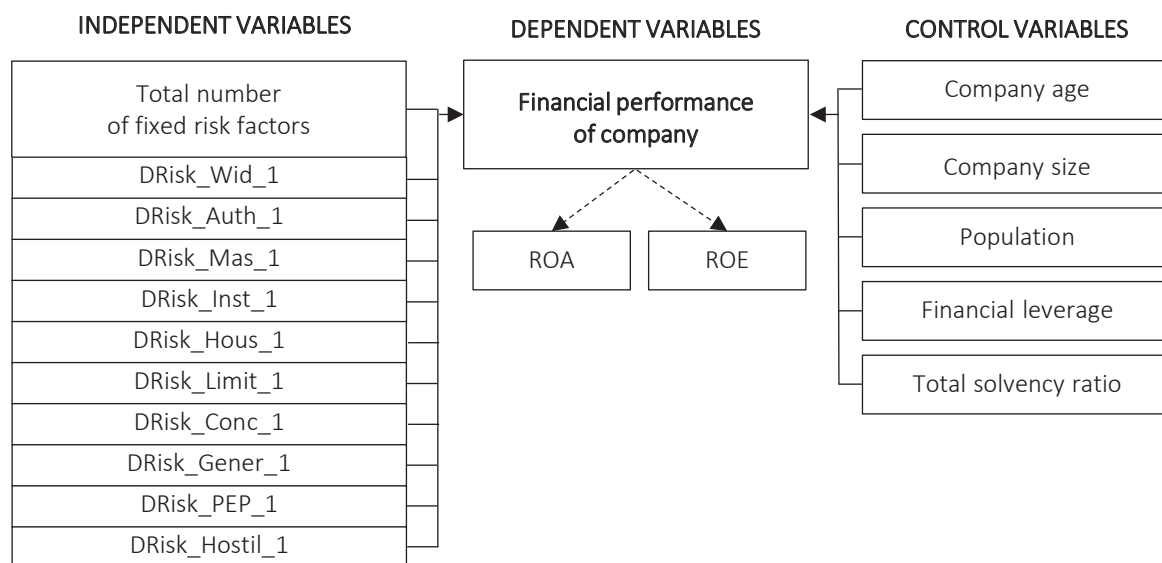 INDEPENDENT VARIABLES
Total number
of fixed risk factors
DRisk_Wid_1
DRisk_Auth_1
DRisk_Mas_1
DRisk_Inst_1
DRisk_Hous_1
DRisk_Limit_1
DRisk_Conc_1
DRisk_Gener_1
DRisk_PEP_1
DRisk_Hostil_1
DEPENDENT VARIABLES
Financial performance
of company
ROA
ROE
CONTROL VARIABLES
Company age
Company size
Population
Financial leverage
Total solvency ratio